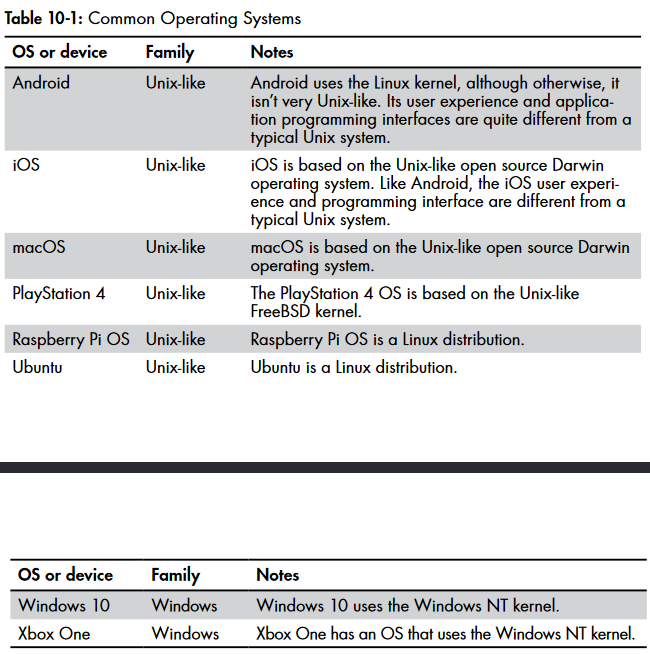 Table 10-1: Common Operating Systems
OS or device Family Notes
Android Unix-like Android uses the Linux kernel, although otherwise, it
isn’t very Unix-like. Its user experience and applica-
tion programming interfaces are quite different from a
typical Unix system.
iOS Unix-like iOS is based on the Unix-like open source Darwin
operating system. Like Android, the iOS user experi-
ence and programming interface are different from a
typical Unix system.
macOS Unix-like macOS is based on the Unix-like open source Darwin
operating system.
PlayStation 4 Unix-like The PlayStation 4 OS is based on the Unix-like
FreeBSD kernel.
Raspberry Pi OS Unix-like Raspberry Pi OS is a Linux distribution.
Ubuntu Unix-like Ubuntu is a Linux distribution.
OS or device Family Notes
Windows 10 Windows Windows 10 uses the Windows NT kernel.
Xbox One Windows Xbox One has an OS that uses the Windows NT kernel.